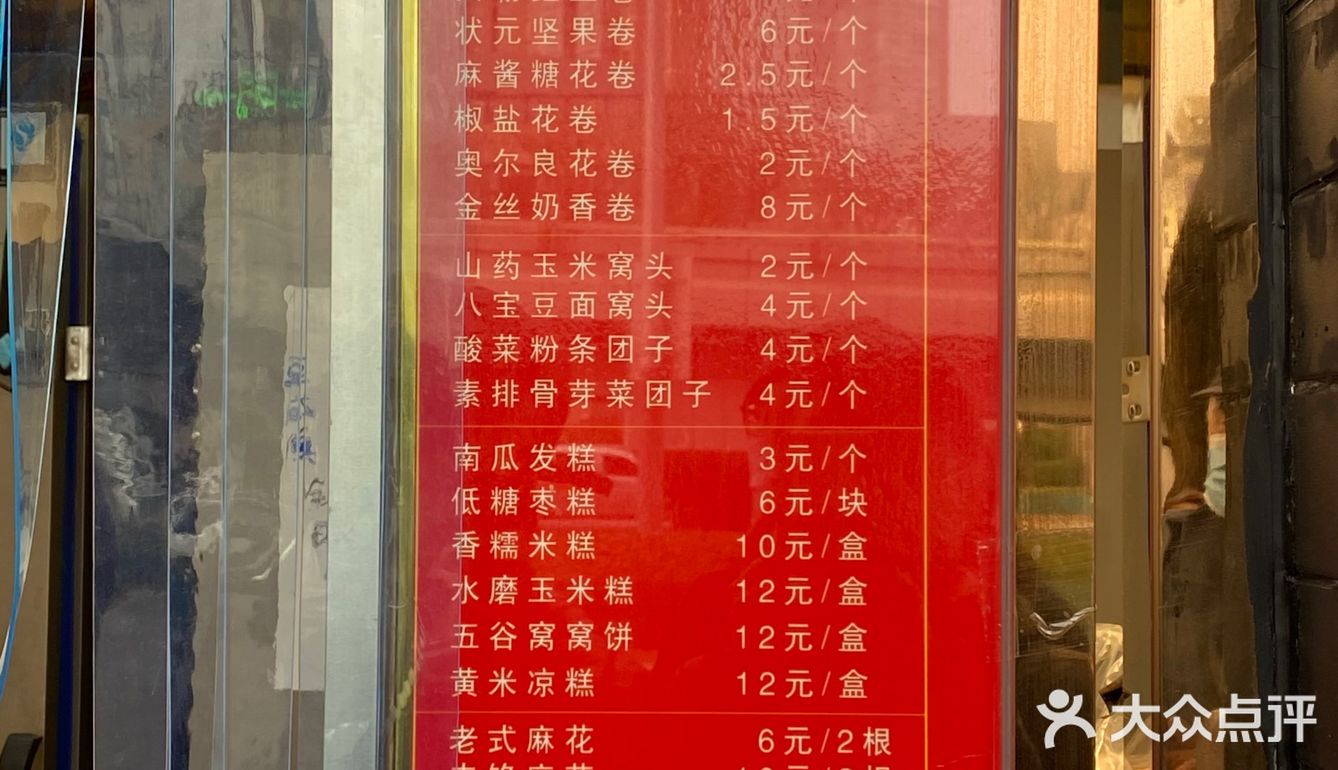 状元坚果卷 6元/个
麻酱糖花卷 2.5元/个
椒盐花卷 1.5元/个
奥尔良花卷 2元/个
金丝奶香卷 8元/个
山药玉米窝头 2元/个
八宝豆面窝头 4元/个
酸菜粉条团子 4元/个
素排骨芽菜团子 4元/个
南瓜发糕 3元/个
低糖枣糕 6元/块
香糯米糕 10元/盒
水磨玉米糕 12元/盒
五谷窝窝饼 12元/盒
黄米凉糕 12元/盒
老式麻花 6元/2根
大众点评